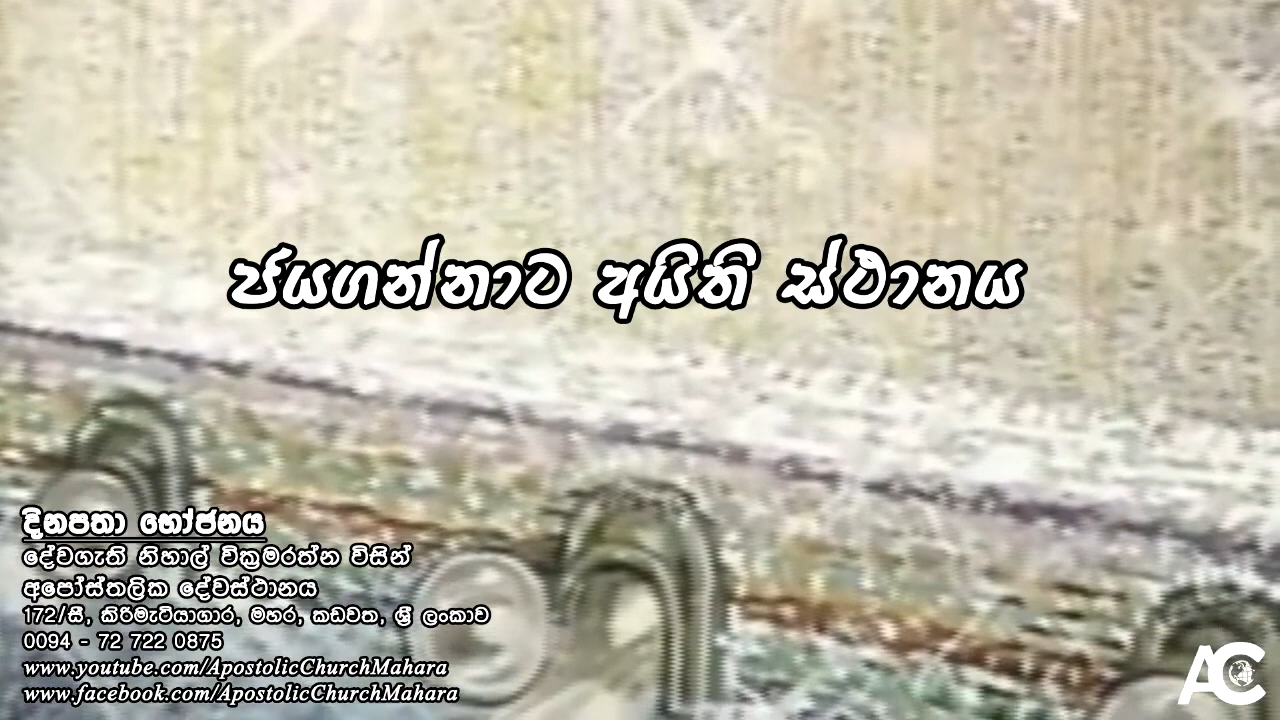 ජයගන්නාට අයිති ස්ථානය
දිනපතා භෝජනය
දේවගැති නිහාල් වික්‍රමරත්න විසින්
අපෝස්තලික දේවස්ථානය
172/සී, කිරිමැටියාගාර, මහර, කඩවත, ශ්‍රී ලංකාව
0094 - 72 722 0875
www.youtube.com/ApostolicChurchMahara
www.facebook.com/ApostolicChurchMahara
AC